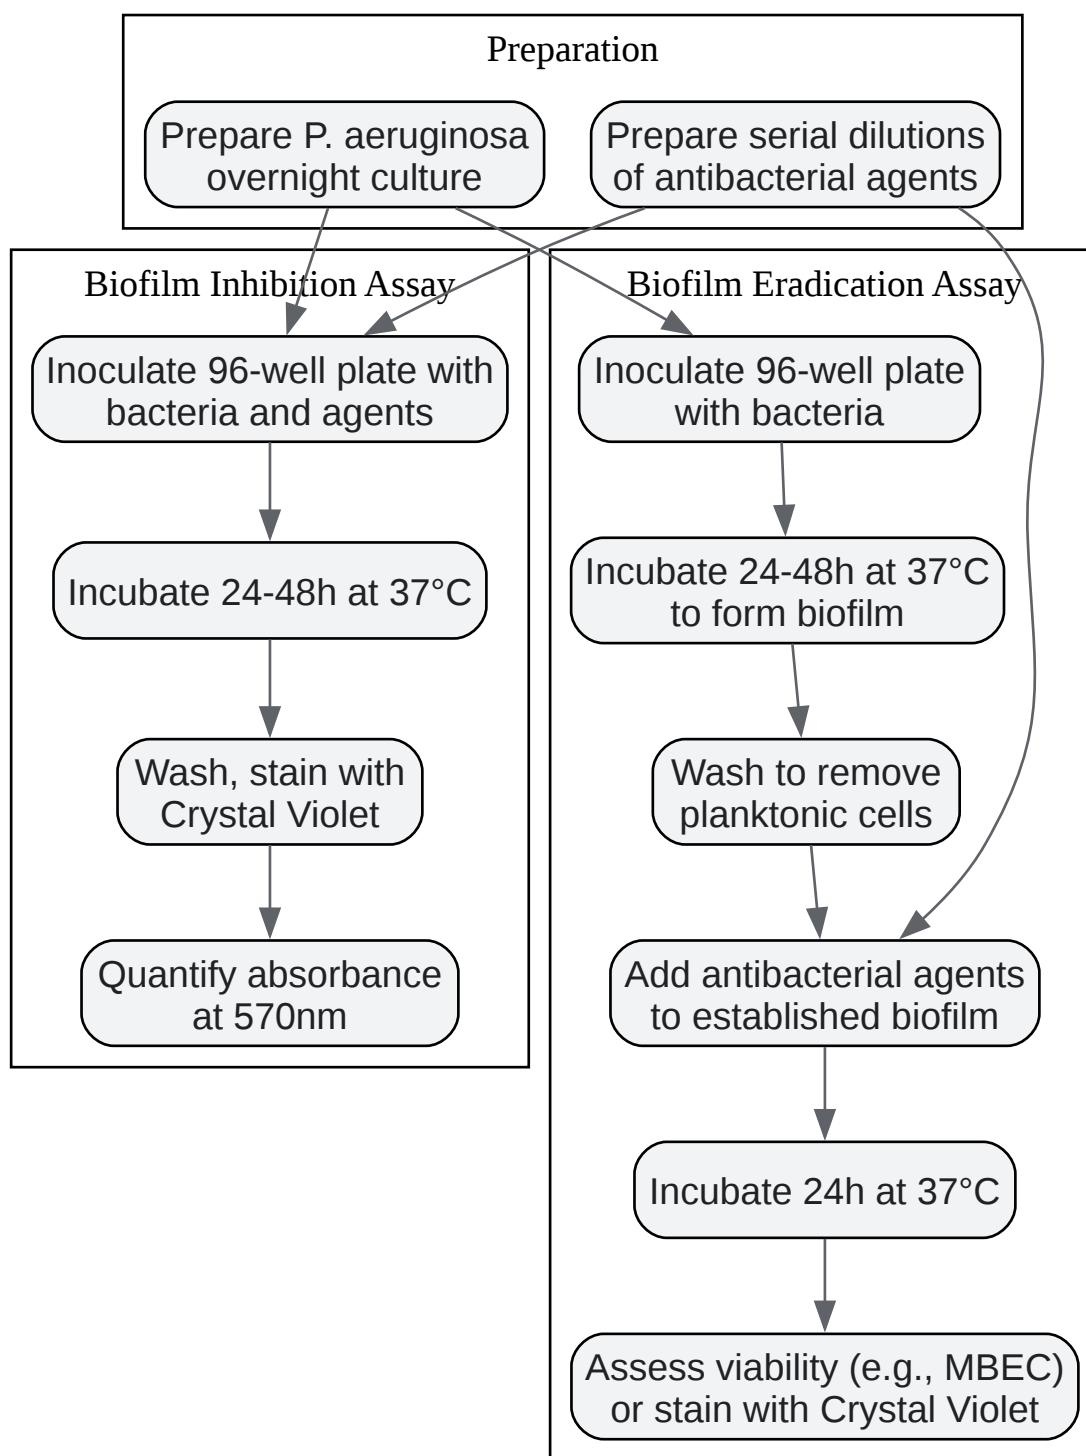 Preparation
Prepare P. aeruginosa
overnight culture
Prepare serial dilutions
of antibacterial agents
Biofilm Inhibition Assay
Inoculate 96-well plate with
bacteria and agents
Incubate 24-48h at 37°C
Wash, stain with
Crystal Violet
Quantify absorbance
at 570nm
Biofilm Eradication Assay
Inoculate 96-well plate
with bacteria
Incubate 24-48h at 37°C
to form biofilm
Wash to remove
planktonic cells
Add antibacterial agents
to established biofilm
Incubate 24h at 37°C
Assess viability (e.g., MBEC)
or stain with Crystal Violet